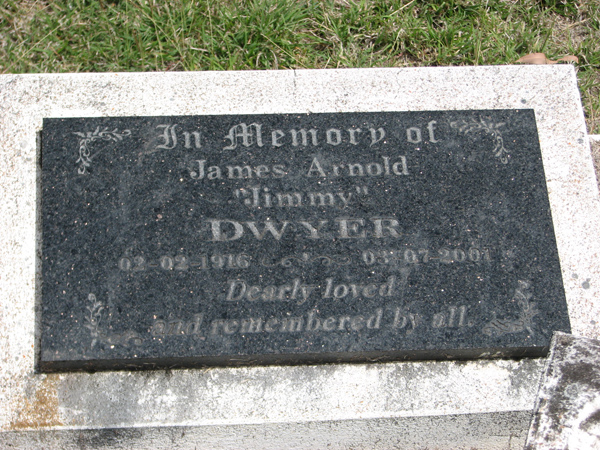 In Memory of
James Arnold
"Jimmy"
DWYER
02-02-1916 03-07-2001
Dearly loved
and remembered by all.